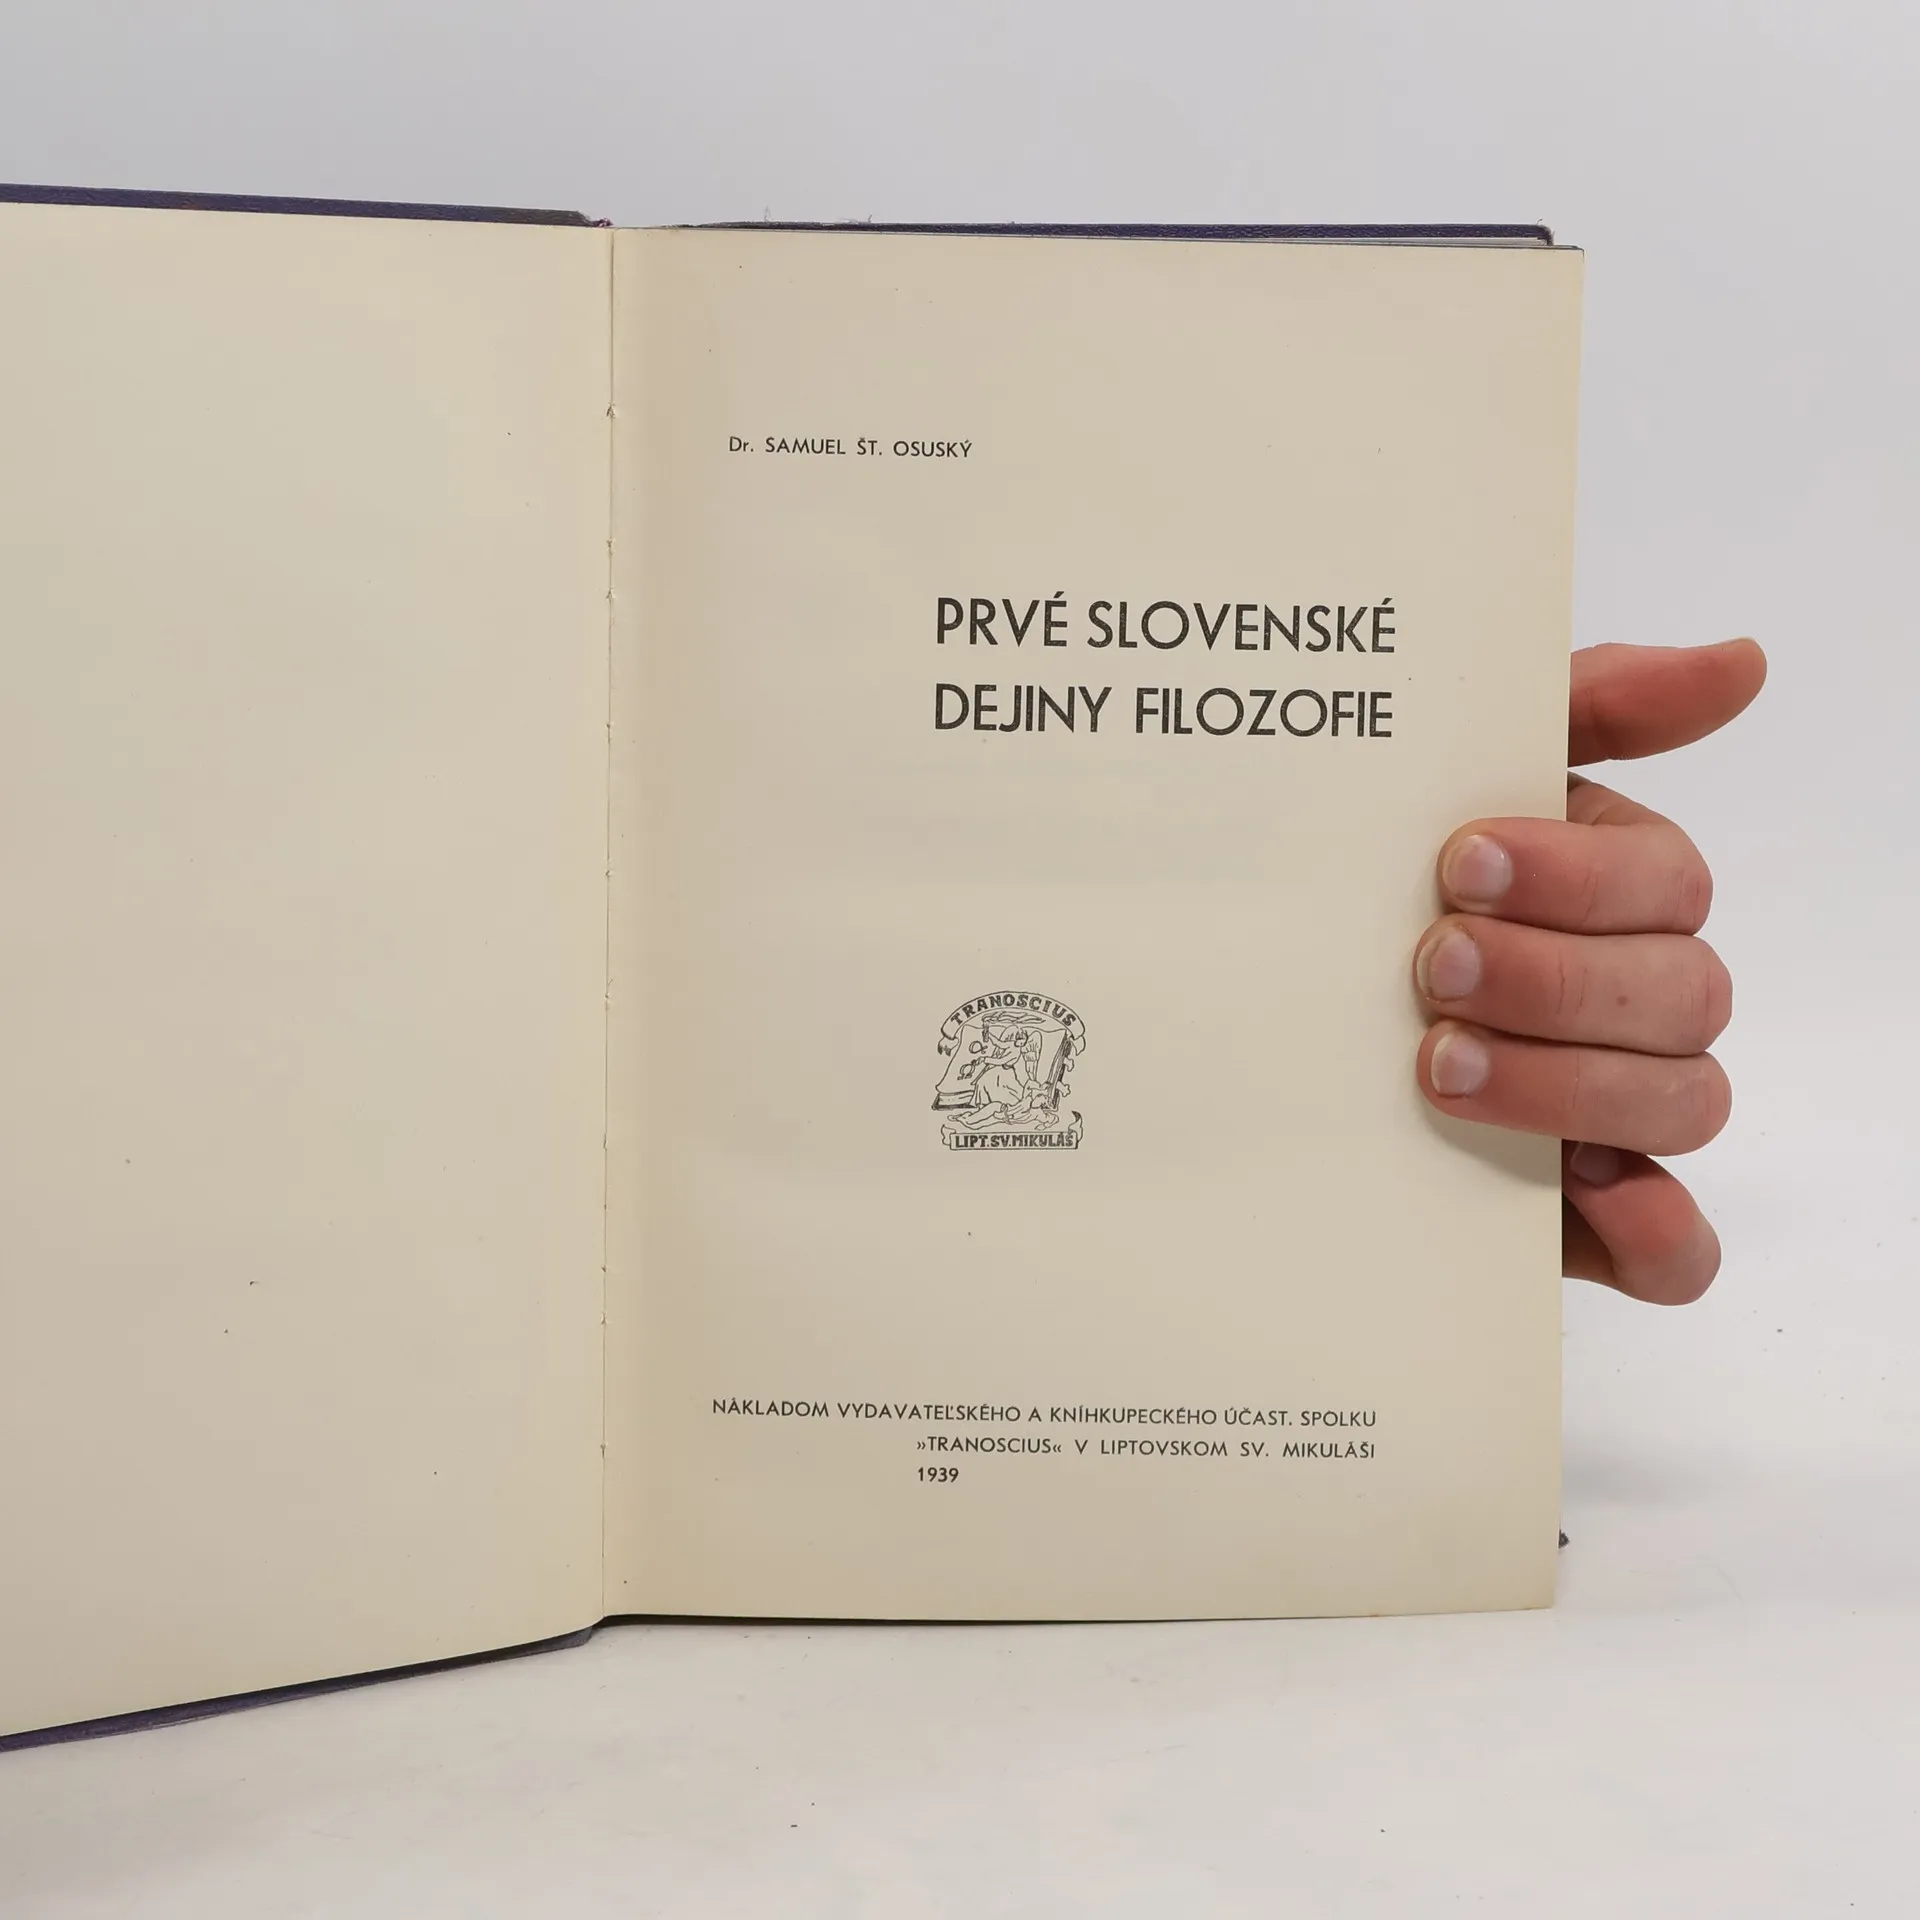 Dr. SAMUEL ŠT. OSUSKÝ
PRVÉ SLOVENSKÉ
DEJINY FILOZOFIE
TRANOSCIUS
LIPT.SV.MIKULÁŠ
NÁKLADOM VYDAVATEĽSKÉHO A KNÍHKUPECKÉHO ÚČAST. SPOLKU
»TRANOSCIUS« V LIPTOVSKOM SV. MIKULÁŠI
1939